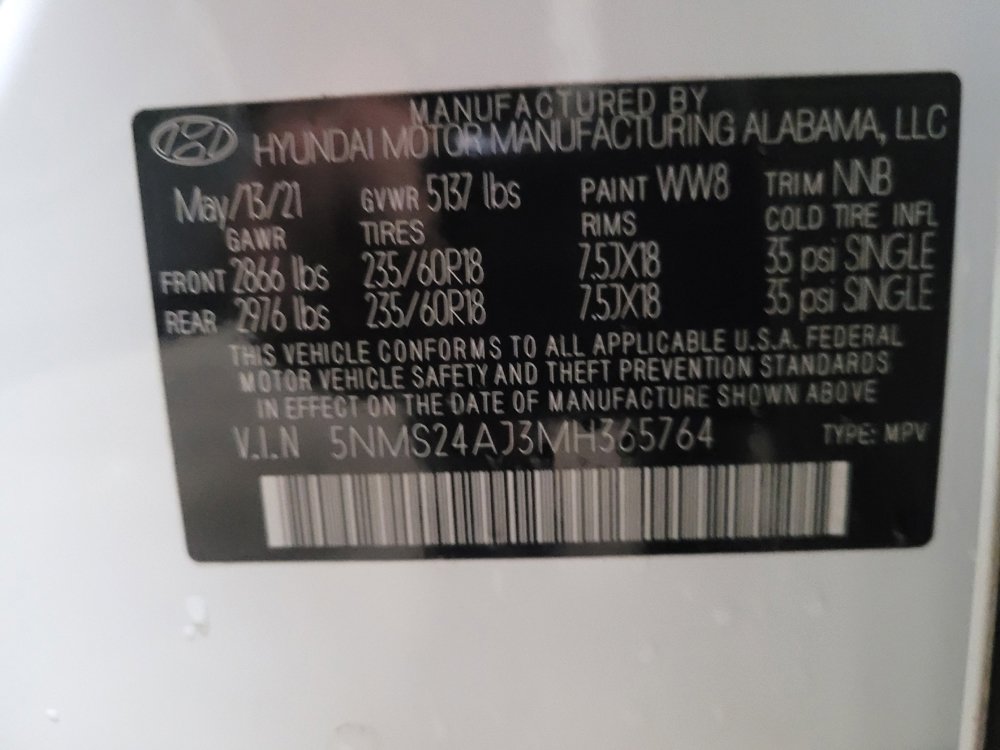 MANUFACTURED BY
HYUNDAI MOTOR MANUFACTURING ALABAMA, LLC
May/13/21 GVWR 5137 lbs PAINT WW8 TRIM NNB
GAWR TIRES RIMS COLD TIRE INFL
FRONT 2866 lbs 235/60R18 7.5JX18 35 psi SINGLE
REAR 2976 lbs 235/60R18 7.5JX18 35 psi SINGLE
THIS VEHICLE CONFORMS TO ALL APPLICABLE U.S.A. FEDERAL
MOTOR VEHICLE SAFETY AND THEFT PREVENTION STANDARDS
IN EFFECT ON THE DATE OF MANUFACTURE SHOWN ABOVE
V.I.N 5NMS24AJ3MH365764 TYPE: MPV